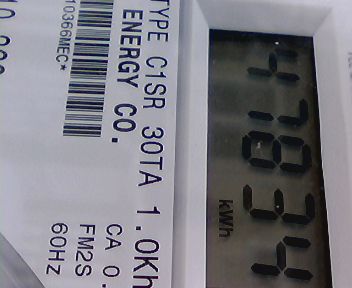 47834
kWh
TYPE C1SR 30TA 1.0Kh
ENERGY CO.
CA 0.
FM2S
60HZ
10366MEC*